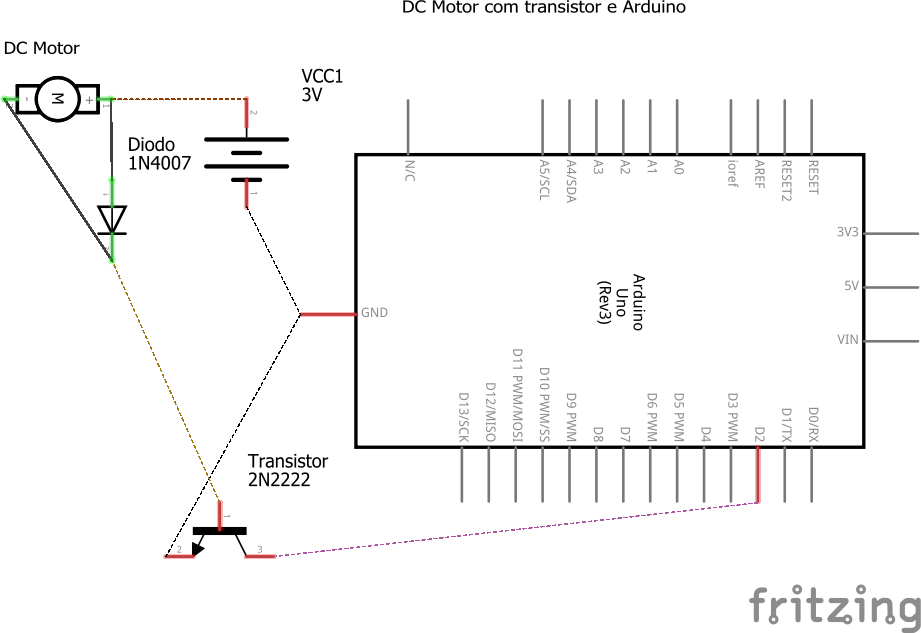 DC Motor com transistor e Arduino
DC Motor
- M + 1
VCC1
3V
2
1
Diodo
1N4007
1
N/C
A5/SCL
A4/SDA
A3
A2
A1
A0
ioref
AREF
RESET2
RESET
3V3
5V
VIN
GND
Arduino
Uno
(Rev3)
D13/SCK
D12/MISO
D11 PWM/MOSI
D10 PWM/SS
D9 PWM
D8
D7
D6 PWM
D5 PWM
D4
D3 PWM
D2
D1/TX
D0/RX
Transistor
2N2222
1
2
3
fritzing